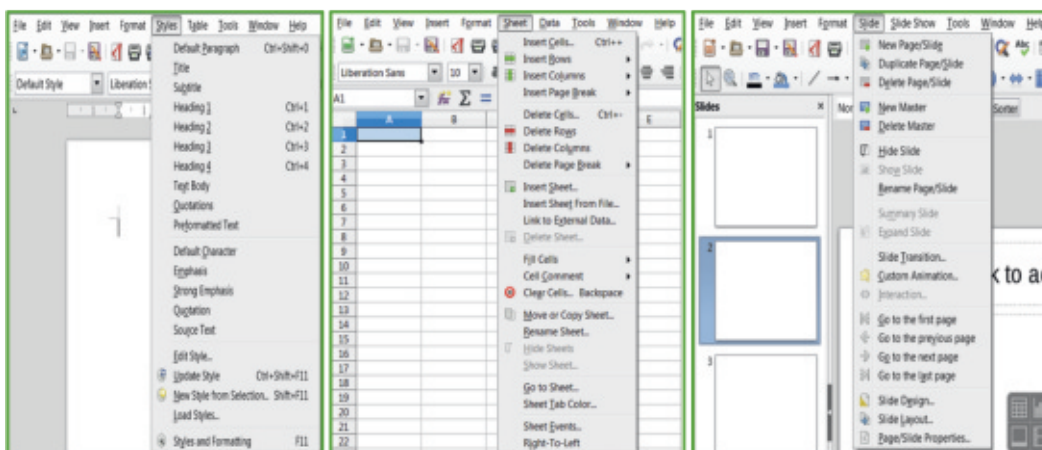 File Edit View Insert Format Styles Table Tools Window Help
Default Paragraph Ctrl+Shift+0
Title
Default Style Liberation S
Subtitle
Heading 1 Ctrl+1
Heading 2 Ctrl+2
Heading 3 Ctrl+3
Heading 4 Ctrl+4
Text Body
Quotations
Preformatted Text
Default Character
Emphasis
Strong Emphasis
Quotation
Source Text
Edit Style...
Update Style Ctrl+Shift+F11
New Style from Selection... Shift+F11
Load Styles...
Styles and Formatting F11
File Edit View Insert Format Sheet Data Tools Window Help
Insert Cells... Ctrl++
Insert Rows
Liberation Sans 10
Insert Columns
Insert Page Break
A1
Delete Cells... Ctrl+-
A B E
Delete Rows
Delete Columns
Delete Page Break
Insert Sheet...
Insert Sheet From File...
Link to External Data...
Delete Sheet...
Fill Cells
Cell Comment
Clear Cells... Backspace
Move or Copy Sheet...
Rename Sheet...
Hide Sheets
Show Sheet...
Go to Sheet...
Sheet Tab Color...
Sheet Events...
Right-To-Left
1
2
3
4
5
6
7
8
9
10
11
12
13
14
15
16
17
18
19
20
21
22
File Edit View Insert Format Slide Slide Show Tools Window Help
New Page/Slide
Duplicate Page/Slide
Delete Page/Slide
Slides Nor Sorter
New Master
Delete Master
1
Hide Slide
Show Slide
Rename Page/Slide
Summary Slide
Expand Slide
2
Slide Transition...
Custom Animation...
k to ad
Interaction...
Go to the first page
Go to the previous page
Go to the next page
3
Go to the last page
Slide Design...
Slide Layout...
Page/Slide Properties...